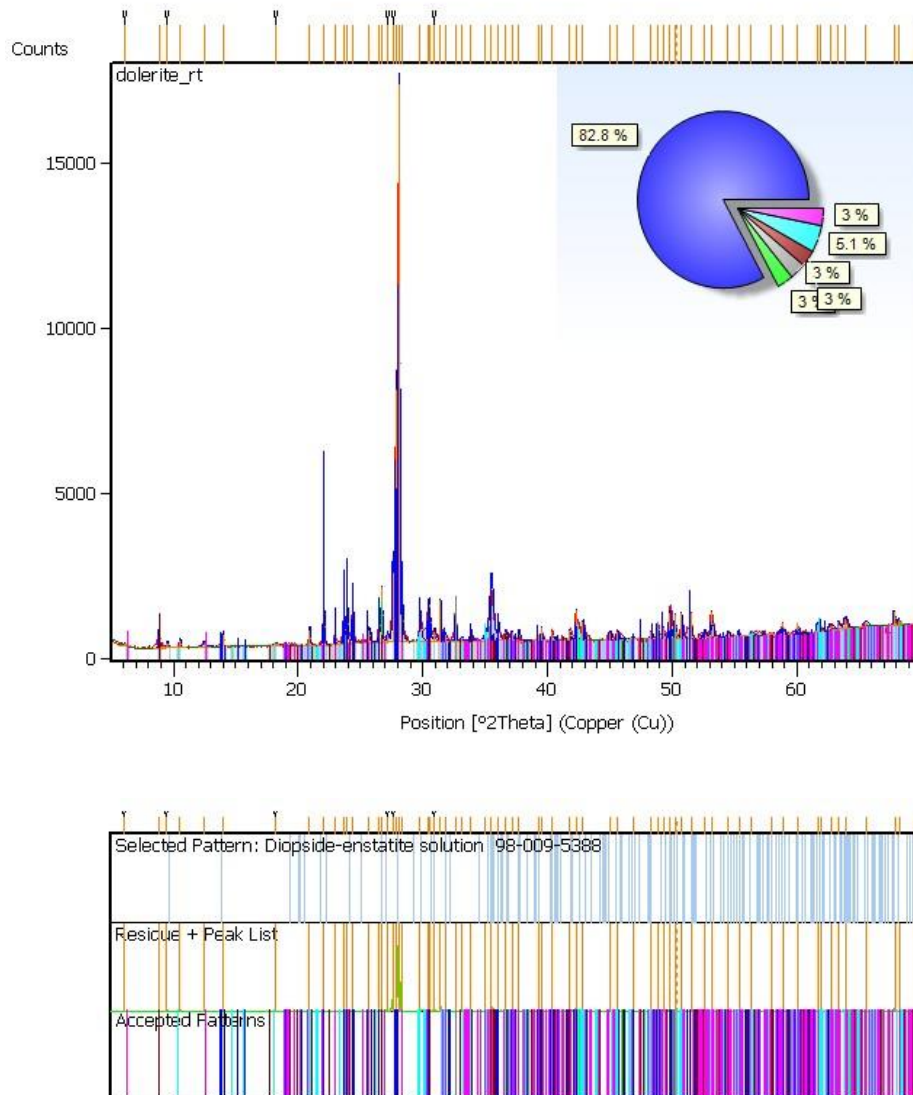 Counts
dolerite_rt
82.8 %
3 %
5.1 %
3 %
3 %
3 %
15000
10000
5000
0
10
20
30
40
50
60
Position [°2Theta] (Copper (Cu))
Selected Pattern: Diopside-enstatite solution 98-009-5388
Residue + Peak List
Accepted Patterns